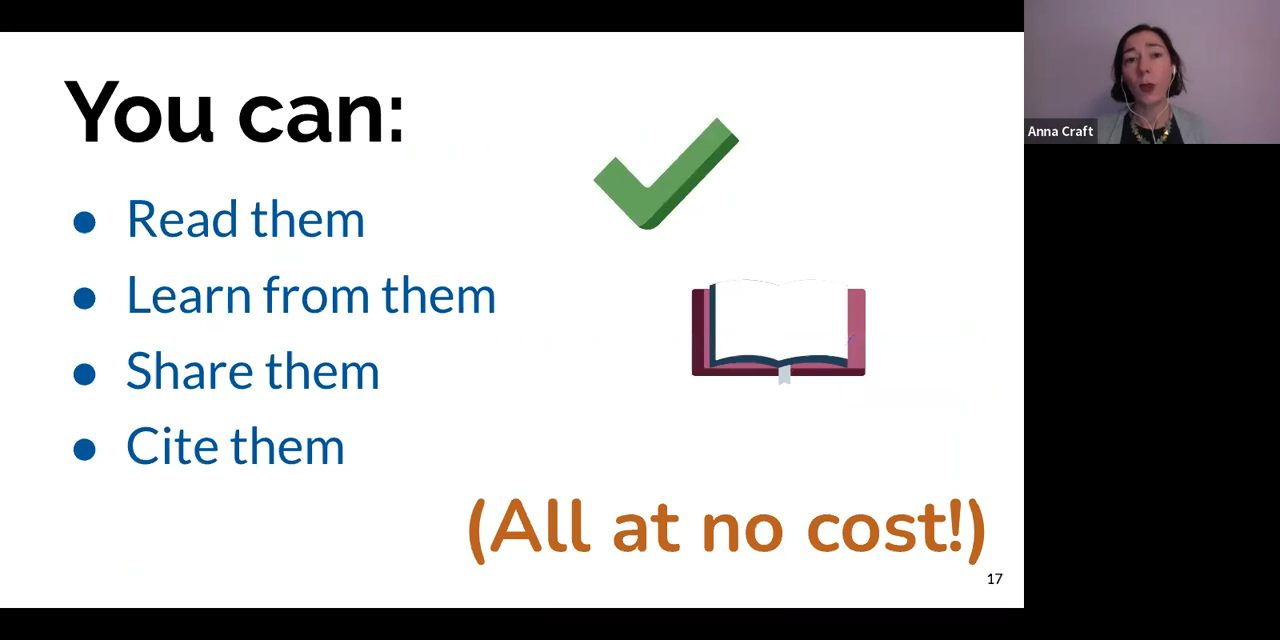 You can:
● Read them
● Learn from them
● Share them
● Cite them
(All at no cost!)
17
Anna Craft